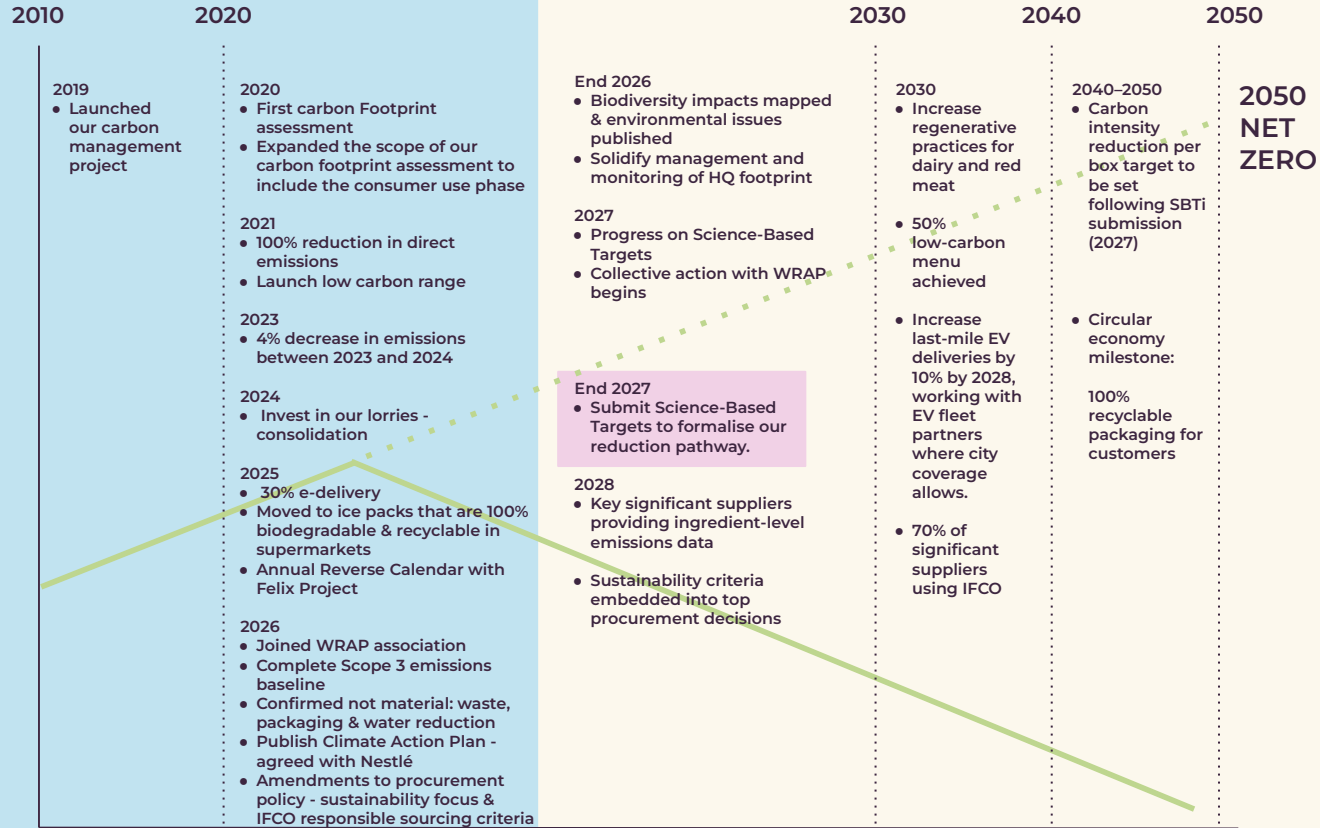 2010
2020
2030
2040
2050
2019
• Launched
our carbon
management
project
2020
• First carbon Footprint
assessment
• Expanded the scope of our
carbon footprint assessment to
include the consumer use phase
2021
• 100% reduction in direct
emissions
• Launch low carbon range
2023
• 4% decrease in emissions
between 2023 and 2024
2024
• Invest in our lorries -
consolidation
2025
• 30% e-delivery
• Moved to ice packs that are 100%
biodegradable & recyclable in
supermarkets
• Annual Reverse Calendar with
Felix Project
2026
• Joined WRAP association
• Complete Scope 3 emissions
baseline
• Confirmed not material: waste,
packaging & water reduction
• Publish Climate Action Plan -
agreed with Nestlé
• Amendments to procurement
policy - sustainability focus &
IFCO responsible sourcing criteria
End 2026
• Biodiversity impacts mapped
& environmental issues
published
• Solidify management and
monitoring of HQ footprint
2027
• Progress on Science-Based
Targets
• Collective action with WRAP
begins
End 2027
• Submit Science-Based
Targets to formalise our
reduction pathway.
2028
• Key significant suppliers
providing ingredient-level
emissions data
• Sustainability criteria
embedded into top
procurement decisions
2030
• Increase
regenerative
practices for
dairy and red
meat
• 50%
low-carbon
menu
achieved
• Increase
last-mile EV
deliveries by
10% by 2028,
working with
EV fleet
partners
where city
coverage
allows.
• 70% of
significant
suppliers
using IFCO
2040–2050
• Carbon
intensity
reduction per
box target to
be set
following SBTi
submission
(2027)
• Circular
economy
milestone:
100%
recyclable
packaging for
customers
2050
NET
ZERO